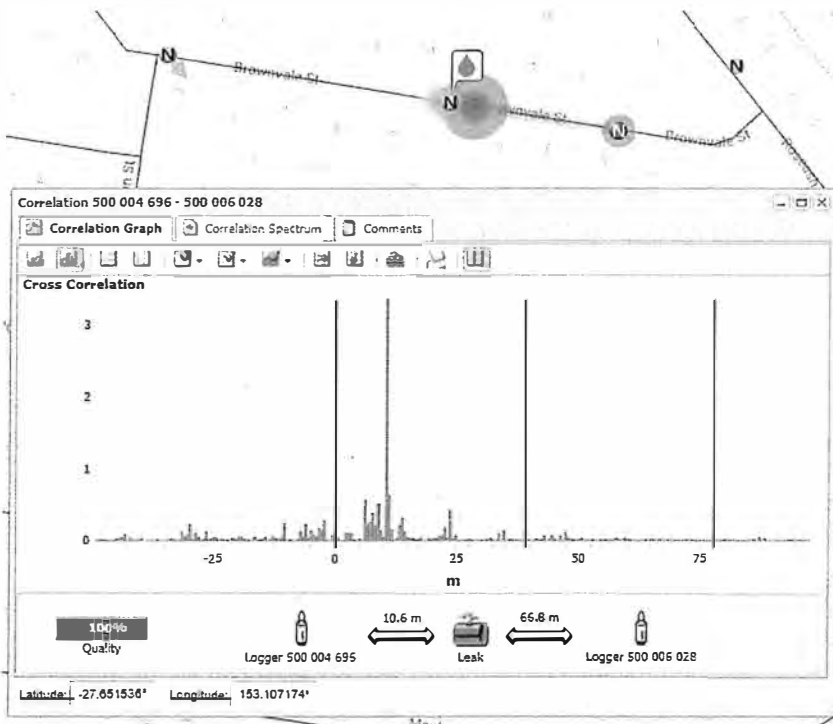 N
Brownvale St
N
N
N
Brownvale St
St
Correlation 500 004 696 - 500 006 028
Correlation Graph
Correlation Spectrum
Comments
Cross Correlation
3
1
0
-25
0
25
50
75
m
100%
Quality
10.6 m
65.8 m
Logger 500 004 695
Leak
Logger 500 006 028
Latitude: -27.651536°
Longitude: 153.107174°